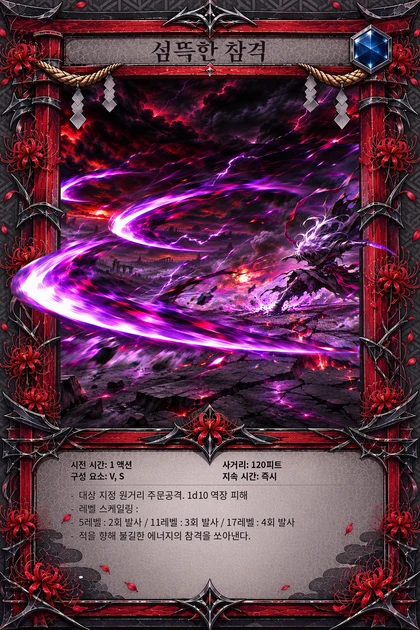 섬뜩한 참격
시전 시간: 1 액션 사거리: 120피트
구성 요소: V, S 지속 시간: 즉시
· 대상 지정 원거리 주문공격. 1d10 역장 피해
· 레벨 스케일링 :
5레벨 : 2회 발사 / 11레벨 : 3회 발사 / 17레벨 : 4회 발사
· 적을 향해 불길한 에너지의 참격을 쏘아낸다.